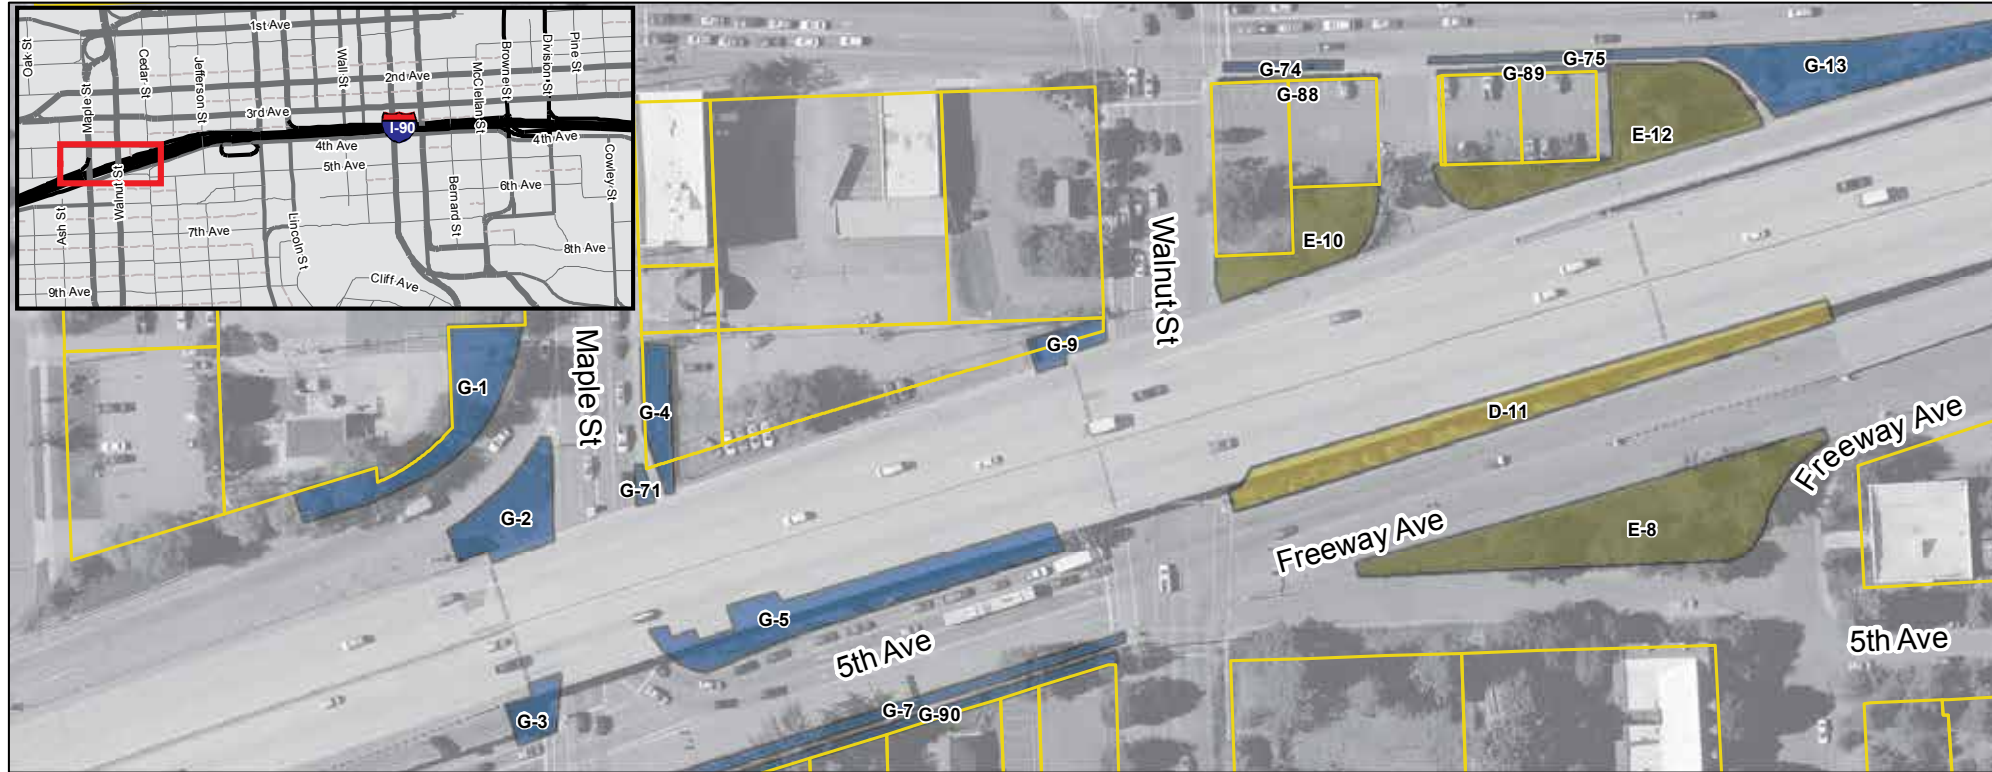 1st Ave
Oak St
Cedar St
Jefferson St
Wall St
2nd Ave
McClellan St
Browne St
Division St
Pine St
Maple St
3rd Ave
I-90
4th Ave
4th Ave
5th Ave
Cowley St
6th Ave
Bernard St
Walnut St
Ash St
7th Ave
Lincoln St
8th Ave
Cliff Ave
9th Ave
G-74
G-75
G-13
G-89
G-88
E-12
E-10
Walnut St
G-9
G-1
Maple St
G-4
D-11
Freeway Ave
G-71
G-2
Freeway Ave
E-8
G-5
5th Ave
5th Ave
G-3
G-7
G-90